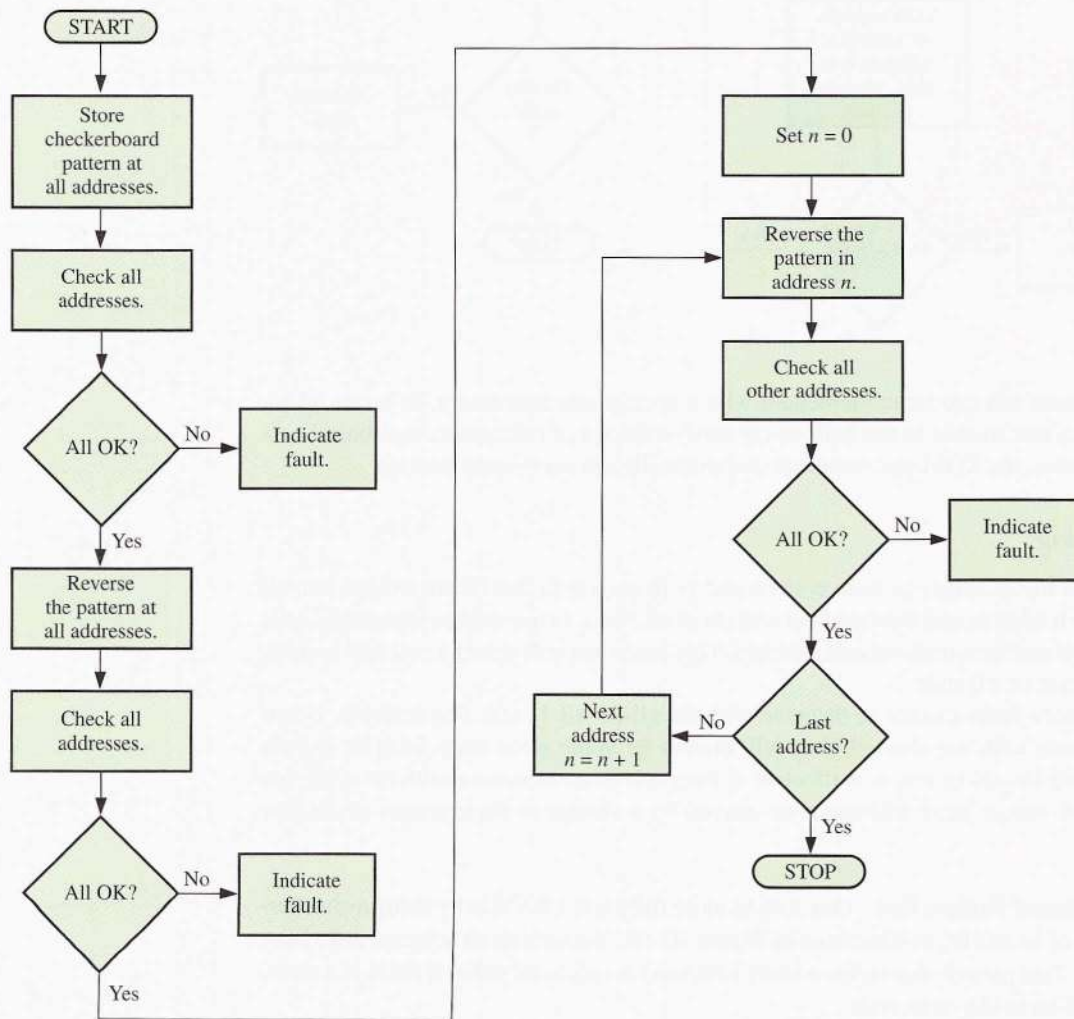 START
Store
checkerboard
pattern at
all addresses.
Check all
addresses.
All OK?
No
Indicate
fault.
Yes
Reverse
the pattern at
all addresses.
Check all
addresses.
All OK?
No
Indicate
fault.
Yes
Set n = 0
Reverse the
pattern in
address n.
Check all
other addresses.
All OK?
No
Indicate
fault.
Yes
Last
address?
No
Next
address
n = n + 1
Yes
STOP